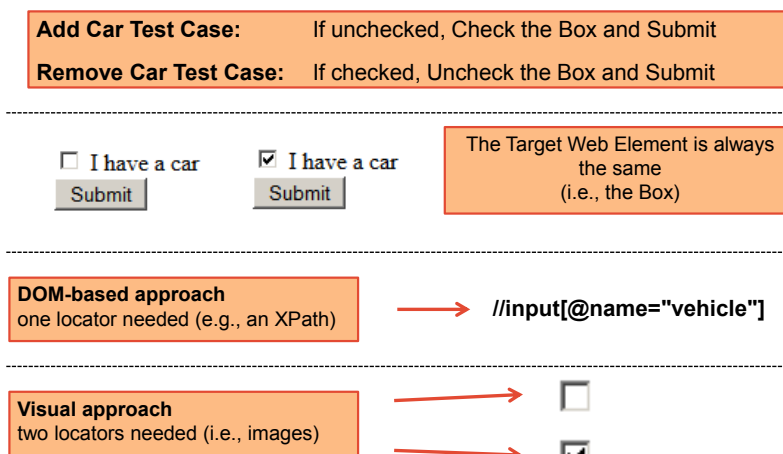 Add Car Test Case: If unchecked, Check the Box and Submit
Remove Car Test Case: If checked, Uncheck the Box and Submit
I have a car
Submit
I have a car
Submit
The Target Web Element is always
the same
(i.e., the Box)
DOM-based approach
one locator needed (e.g., an XPath)
//input[@name="vehicle"]
Visual approach
two locators needed (i.e., images)